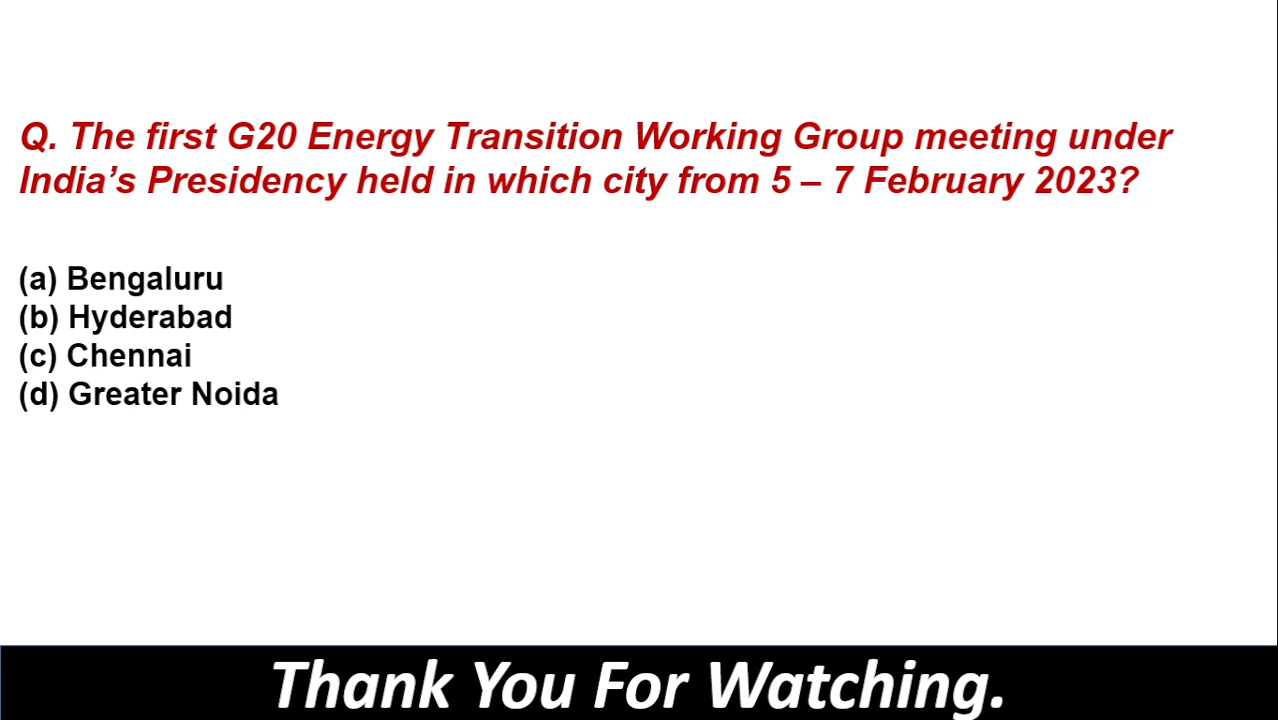 Q. The first G20 Energy Transition Working Group meeting under
India’s Presidency held in which city from 5 – 7 February 2023?
(a) Bengaluru
(b) Hyderabad
(c) Chennai
(d) Greater Noida
Thank You For Watching.